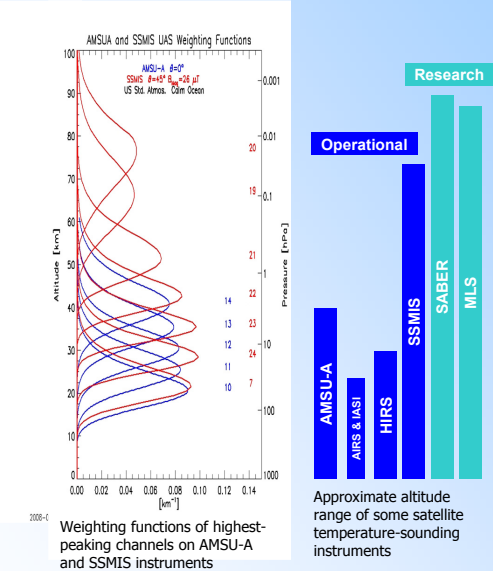 AMSUA and SSMIS UAS Weighting Functions
100
90
80
70
60
50
40
30
20
10
0
Altitude [km]
AMSU-A θ=0°
US Std. Atmos. Calm Ocean
20
19
21
22
23
24
7
14
13
12
11
10
0.001
0.01
0.1
1
10
100
1000
Pressure [hPa]
0.00 0.02 0.04 0.06 0.08 0.10 0.12 0.14
[km⁻¹]
Weighting functions of highest-
peaking channels on AMSU-A
and SSMIS instruments
Research
Operational
AMSU-A
AIRS & IASI
HIRS
SSMIS
SABER
MLS
Approximate altitude
range of some satellite
temperature-sounding
instruments